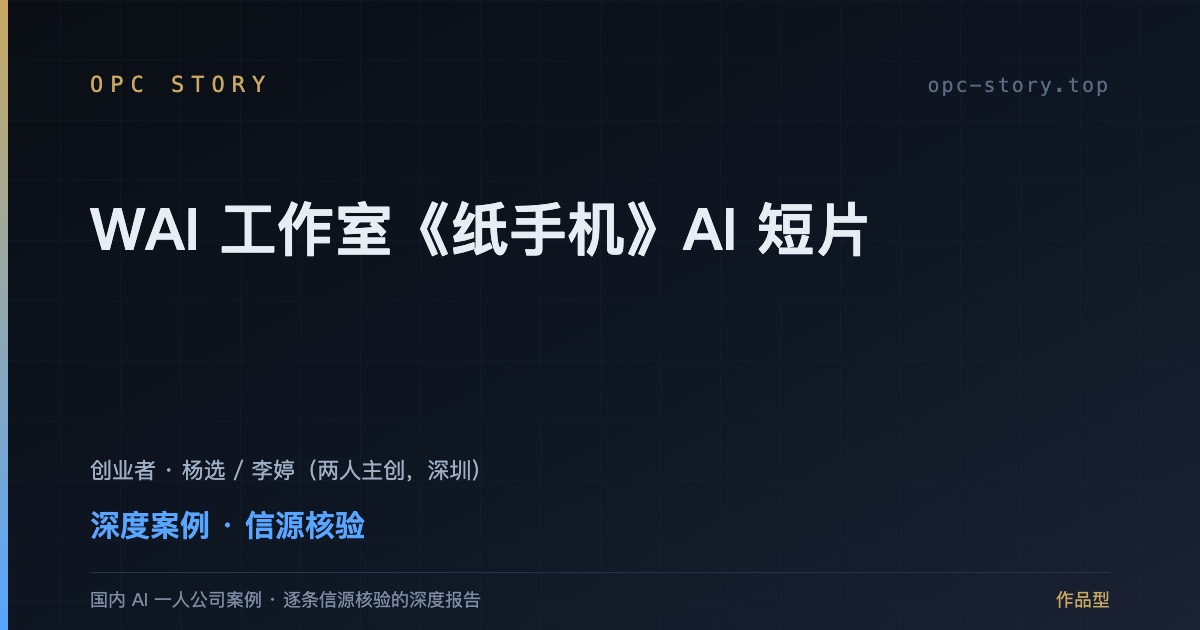 OPC STORY
opc-story.top
WAI 工作室《纸手机》AI 短片
创业者 · 杨选 / 李婷（两人主创，深圳）
深度案例 · 信源核验
国内 AI 一人公司案例 · 逐条信源核验的深度报告
作品型